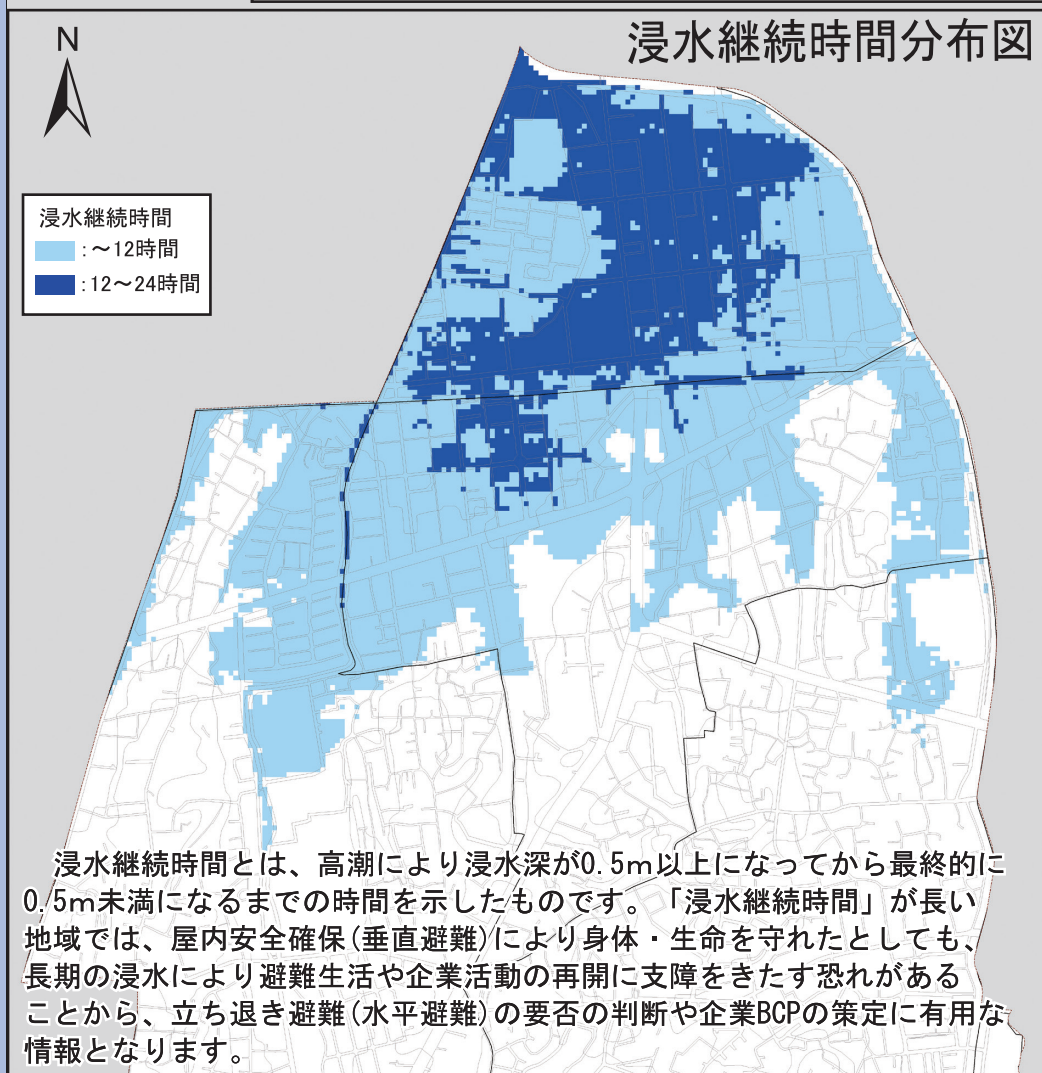 浸水継続時間分布図
N
浸水継続時間
:～12時間
:12～24時間
浸水継続時間とは、高潮により浸水深が0.5m以上になってから最終的に
0.5m未満になるまでの時間を示したものです。「浸水継続時間」が長い
地域では、屋内安全確保(垂直避難)により身体・生命を守れたとしても、
長期の浸水により避難生活や企業活動の再開に支障をきたす恐れがある
ことから、立ち退き避難(水平避難)の要否の判断や企業BCPの策定に有用な
情報となります。